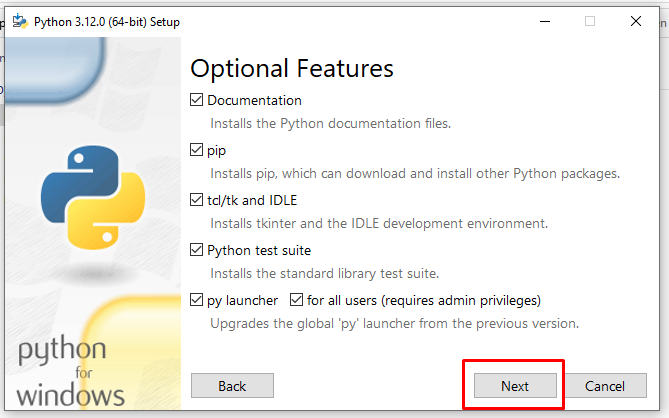 Python 3.12.0 (64-bit) Setup
Optional Features
Documentation
Installs the Python documentation files.
pip
Installs pip, which can download and install other Python packages.
tcl/tk and IDLE
Installs tkinter and the IDLE development environment.
Python test suite
Installs the standard library test suite.
py launcher for all users (requires admin privileges)
Upgrades the global 'py' launcher from the previous version.
python
for
windows
Back Next Cancel